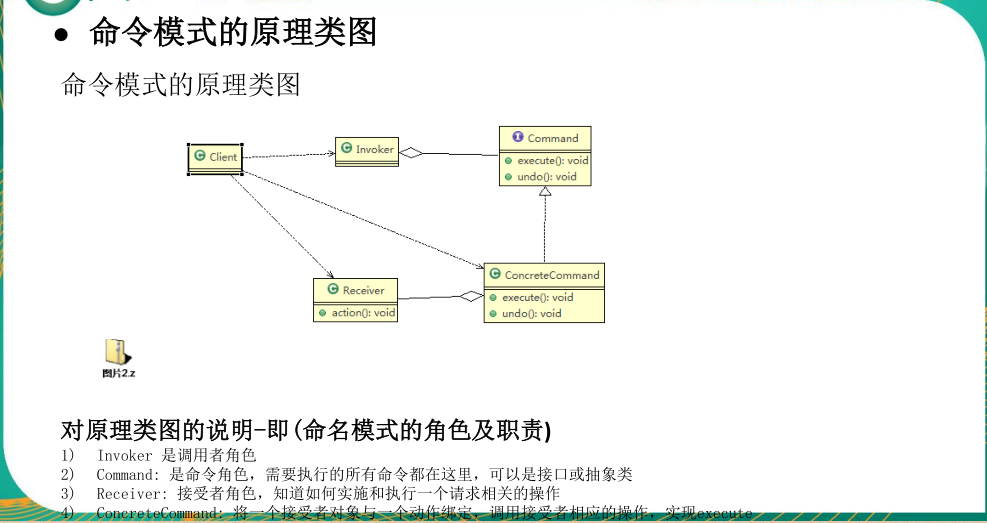 ● 命令模式的原理类图
命令模式的原理类图
Client
Invoker
Command
execute(): void
undo(): void
Receiver
action(): void
ConcreteCommand
execute(): void
undo(): void
图片2.z
对原理类图的说明-即(命名模式的角色及职责)
1) Invoker 是调用者角色
2) Command: 是命令角色，需要执行的所有命令都在这里，可以是接口或抽象类
3) Receiver: 接受者角色，知道如何实施和执行一个请求相关的操作
4) ConcreteCommand: 将一个接受者对象与一个动作绑定，调用接受者相应的操作，实现execute